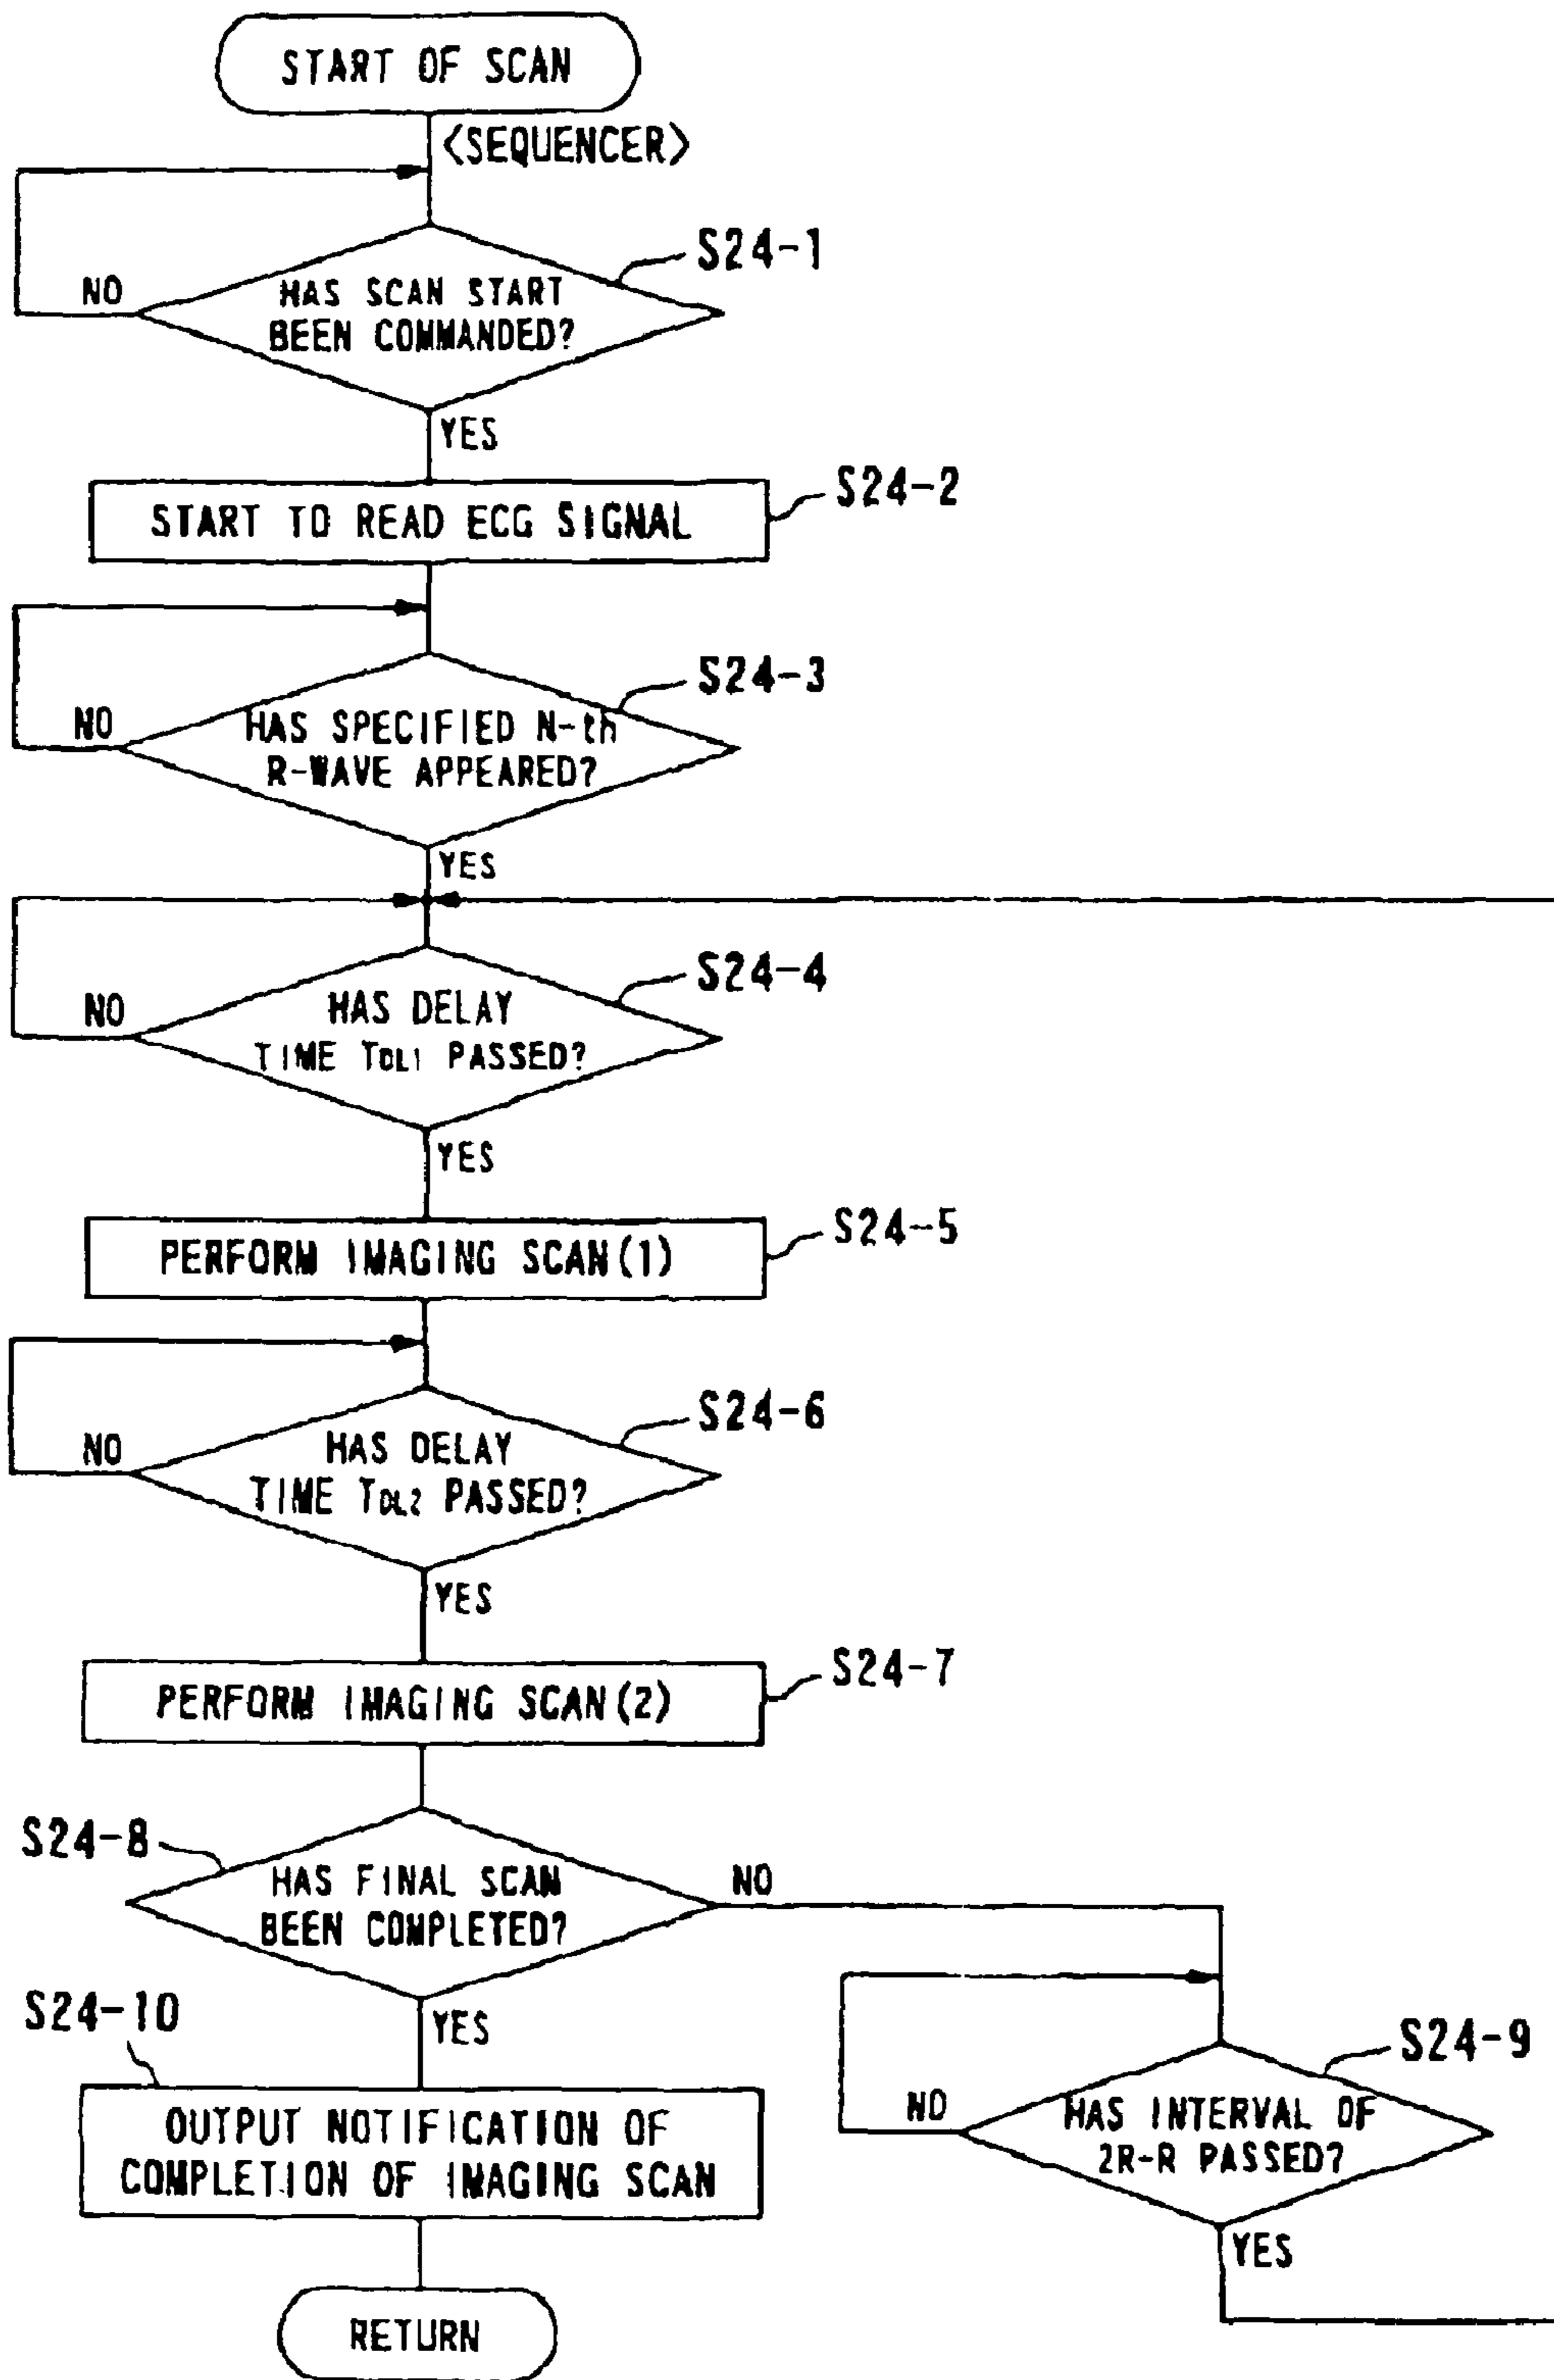 START OF SCAN
<SEQUENCER>
S24-1
NO
HAS SCAN START
BEEN COMMANDED?
YES
S24-2
START TO READ ECG SIGNAL
S24-3
NO
HAS SPECIFIED N-th
R-WAVE APPEARED?
YES
S24-4
NO
HAS DELAY
TIME TDL1 PASSED?
YES
S24-5
PERFORM IMAGING SCAN(1)
S24-6
NO
HAS DELAY
TIME TDL2 PASSED?
YES
S24-7
PERFORM IMAGING SCAN(2)
S24-8
HAS FINAL SCAN
BEEN COMPLETED?
NO
YES
S24-10
S24-9
NO
HAS INTERVAL OF
2R-R PASSED?
YES
OUTPUT NOTIFICATION OF
COMPLETION OF IMAGING SCAN
RETURN